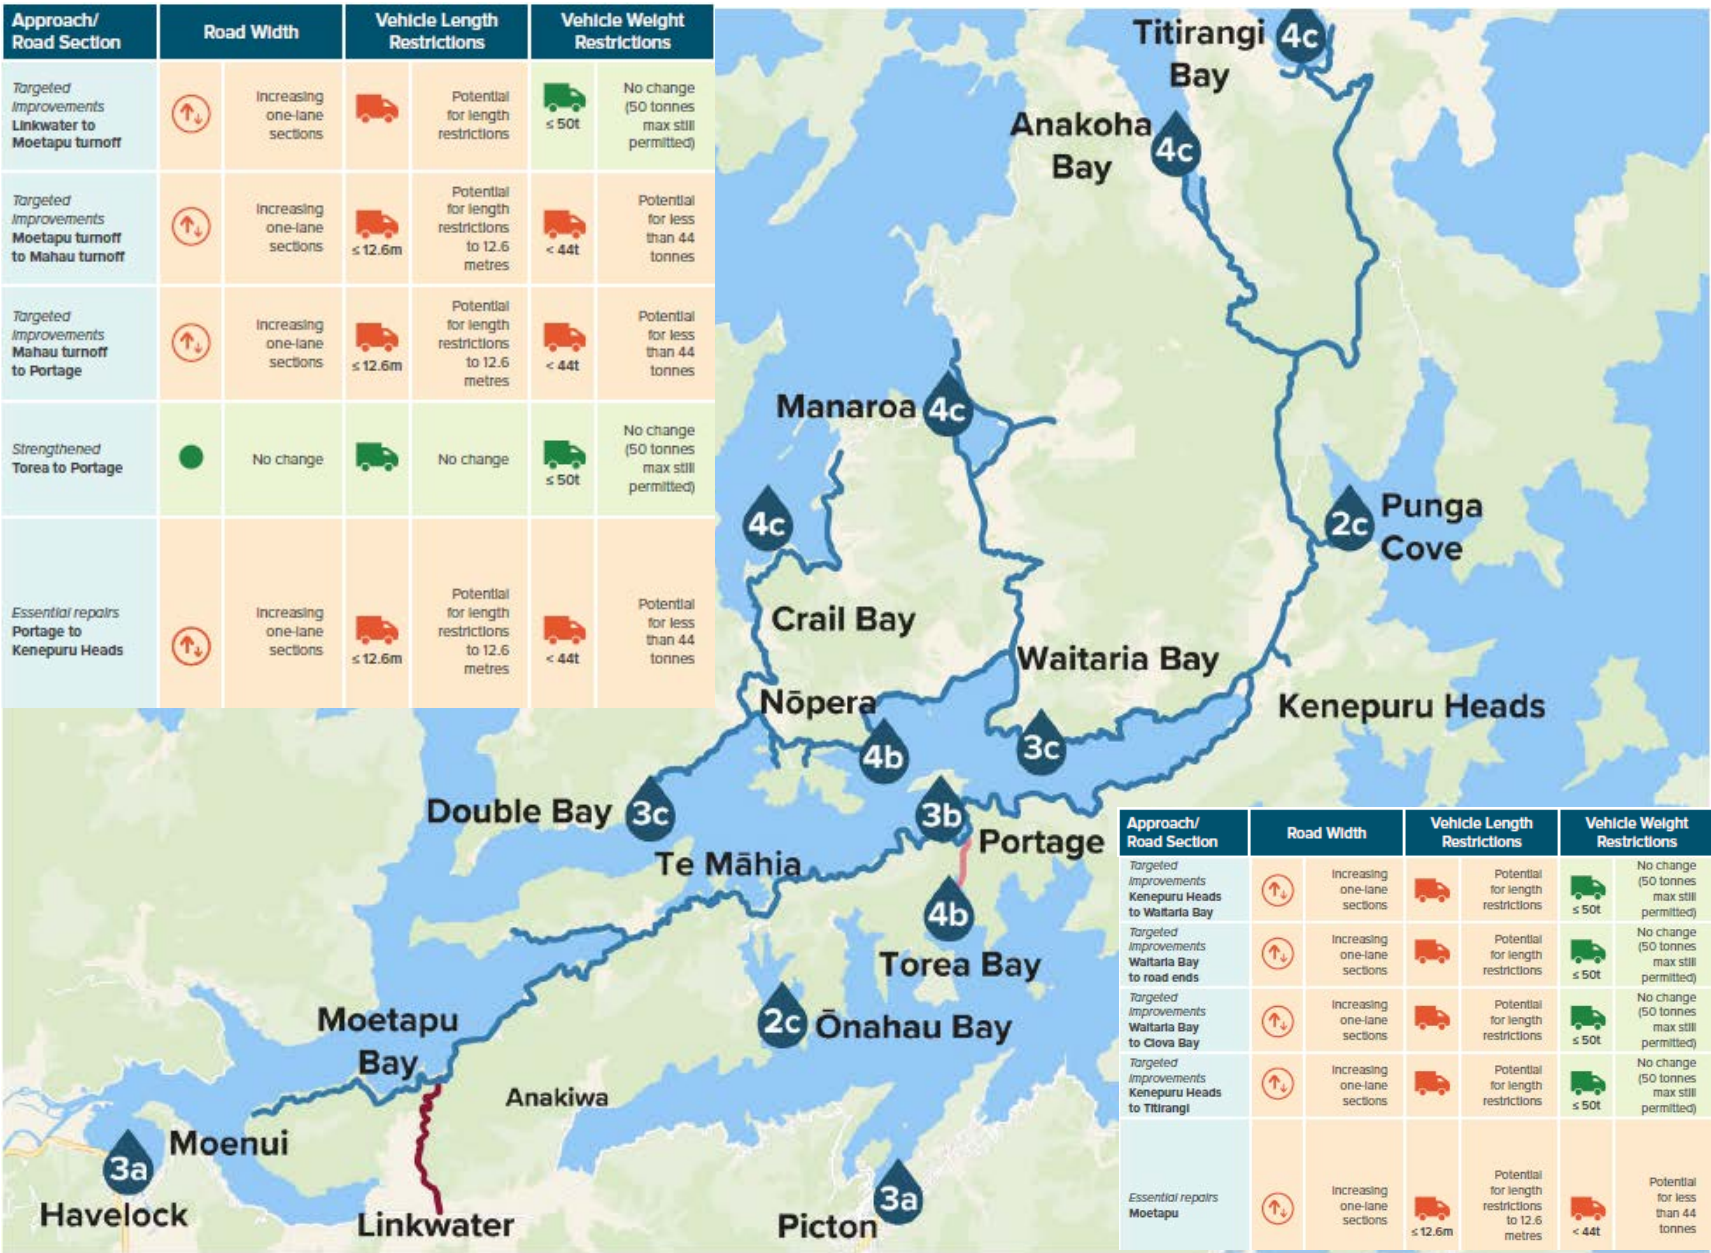 Approach/
Road Section
Road Width
Vehicle Length
Restrictions
Vehicle Weight
Restrictions
Targeted
Improvements
Linkwater to
Moetapu turnoff
Increasing
one-lane
sections
Potential
for length
restrictions
≤ 50t
No change
(50 tonnes
max still
permitted)
Targeted
Improvements
Moetapu turnoff
to Mahau turnoff
Increasing
one-lane
sections
≤ 12.6m
Potential
for length
restrictions
to 12.6
metres
< 44t
Potential
for less
than 44
tonnes
Targeted
Improvements
Mahau turnoff
to Portage
Increasing
one-lane
sections
≤ 12.6m
Potential
for length
restrictions
to 12.6
metres
< 44t
Potential
for less
than 44
tonnes
Strengthened
Torea to Portage
No change
No change
≤ 50t
No change
(50 tonnes
max still
permitted)
Essential repairs
Portage to
Kenepuru Heads
Increasing
one-lane
sections
≤ 12.6m
Potential
for length
restrictions
to 12.6
metres
< 44t
Potential
for less
than 44
tonnes
Titirangi
Bay
4c
Anakoha
Bay
4c
Manaroa
4c
4c
2c
Punga
Cove
Crail Bay
Waitaria Bay
Nōpera
Kenepuru Heads
4b
3c
Double Bay
3c
3b
Portage
Te Māhia
4b
Torea Bay
Moetapu
Bay
2c
Ōnahau Bay
Anakiwa
Moenui
3a
Havelock
Linkwater
Picton
3a
Approach/
Road Section
Road Width
Vehicle Length
Restrictions
Vehicle Weight
Restrictions
Targeted
Improvements
Kenepuru Heads
to Waitaria Bay
Increasing
one-lane
sections
Potential
for length
restrictions
≤ 50t
No change
(50 tonnes
max still
permitted)
Targeted
Improvements
Waitaria Bay
to road ends
Increasing
one-lane
sections
Potential
for length
restrictions
≤ 50t
No change
(50 tonnes
max still
permitted)
Targeted
Improvements
Waitaria Bay
to Clova Bay
Increasing
one-lane
sections
Potential
for length
restrictions
≤ 50t
No change
(50 tonnes
max still
permitted)
Targeted
Improvements
Kenepuru Heads
to Titirangi
Increasing
one-lane
sections
Potential
for length
restrictions
≤ 50t
No change
(50 tonnes
max still
permitted)
Essential repairs
Moetapu
Increasing
one-lane
sections
≤ 12.6m
Potential
for length
restrictions
to 12.6
metres
< 44t
Potential
for less
than 44
tonnes